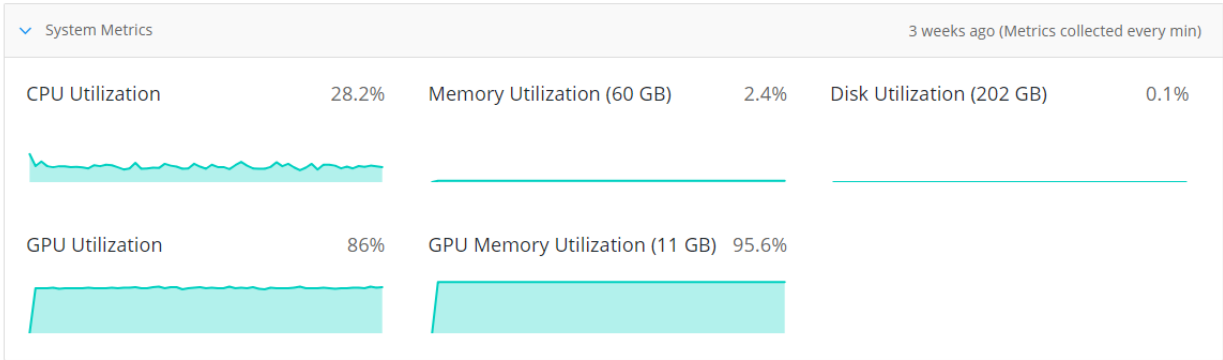 System Metrics 3 weeks ago (Metrics collected every min)
CPU Utilization 28.2% Memory Utilization (60 GB) 2.4% Disk Utilization (202 GB) 0.1%
GPU Utilization 86% GPU Memory Utilization (11 GB) 95.6%